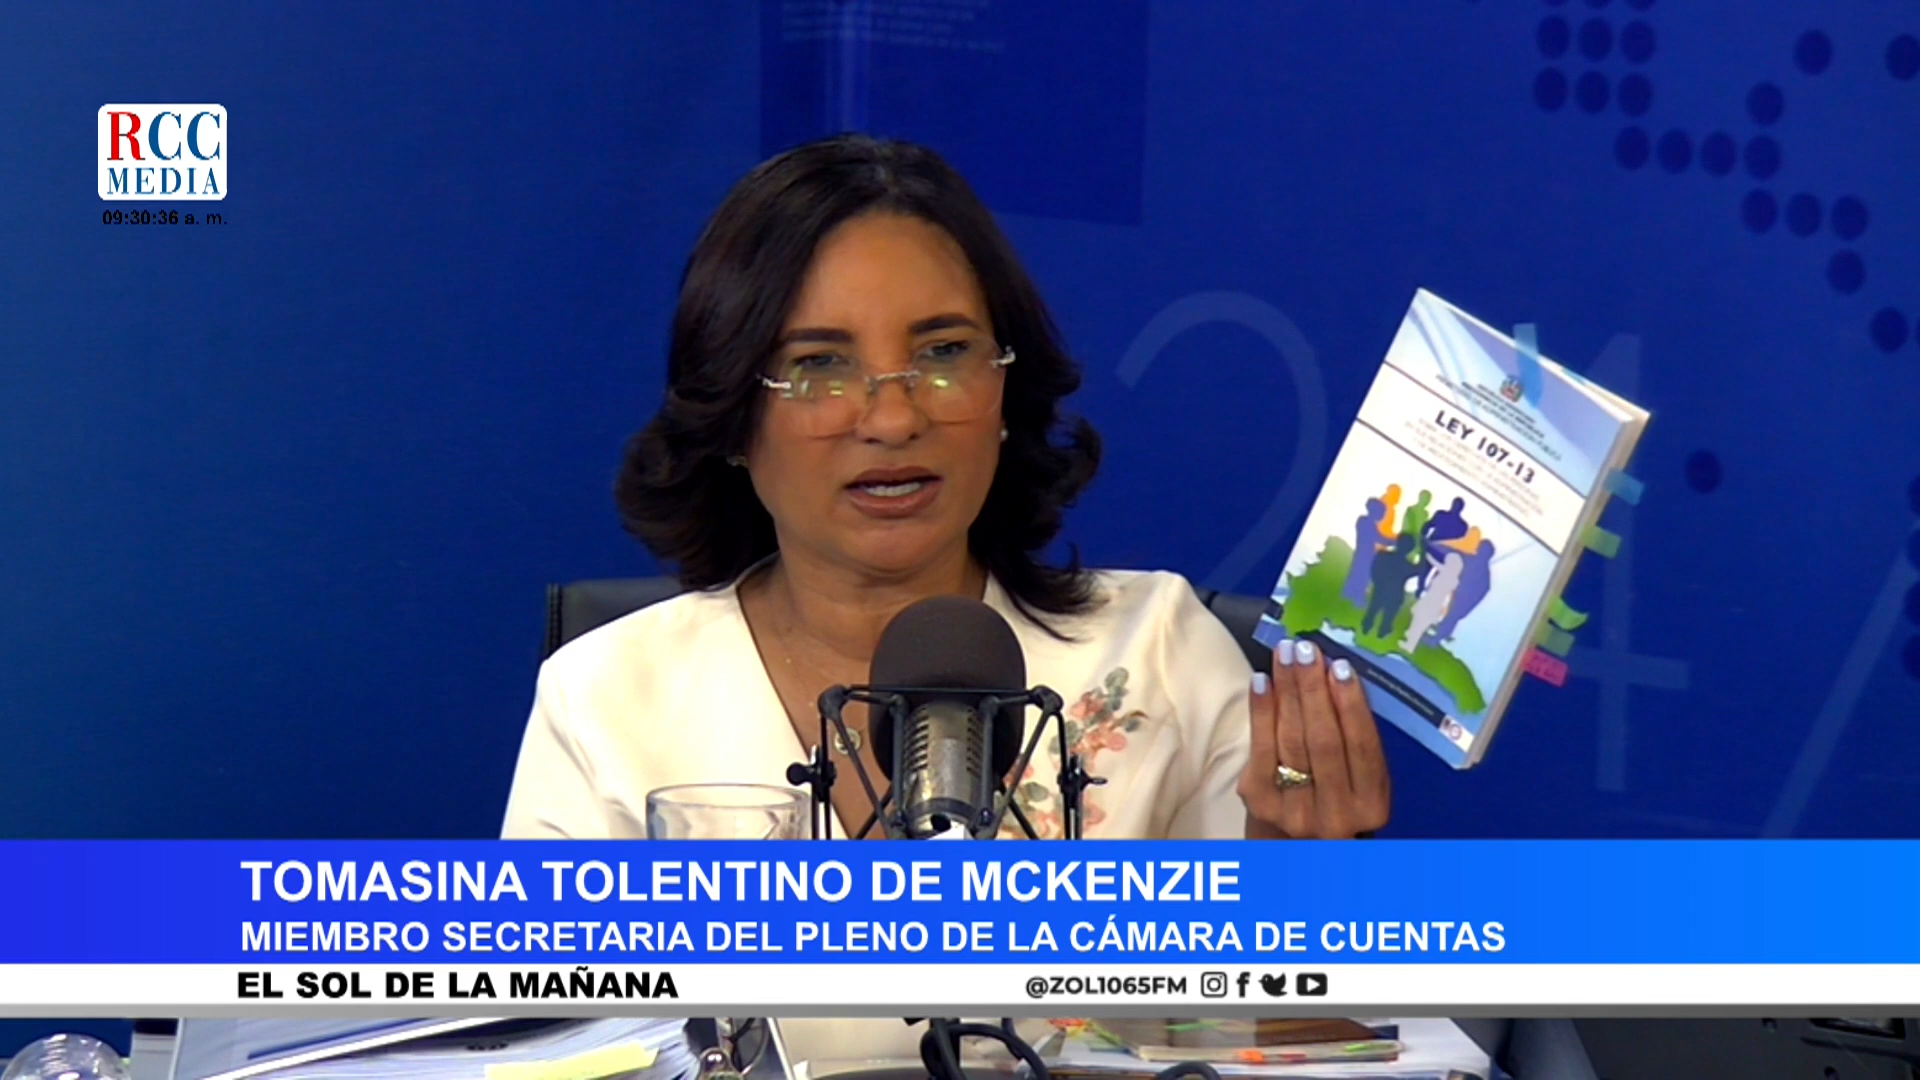 RCC
MEDIA
09:30:36 a. m.
LEY 107-13
TOMASINA TOLENTINO DE MCKENZIE
MIEMBRO SECRETARIA DEL PLENO DE LA CÁMARA DE CUENTAS
EL SOL DE LA MAÑANA
@ZOL1065FM